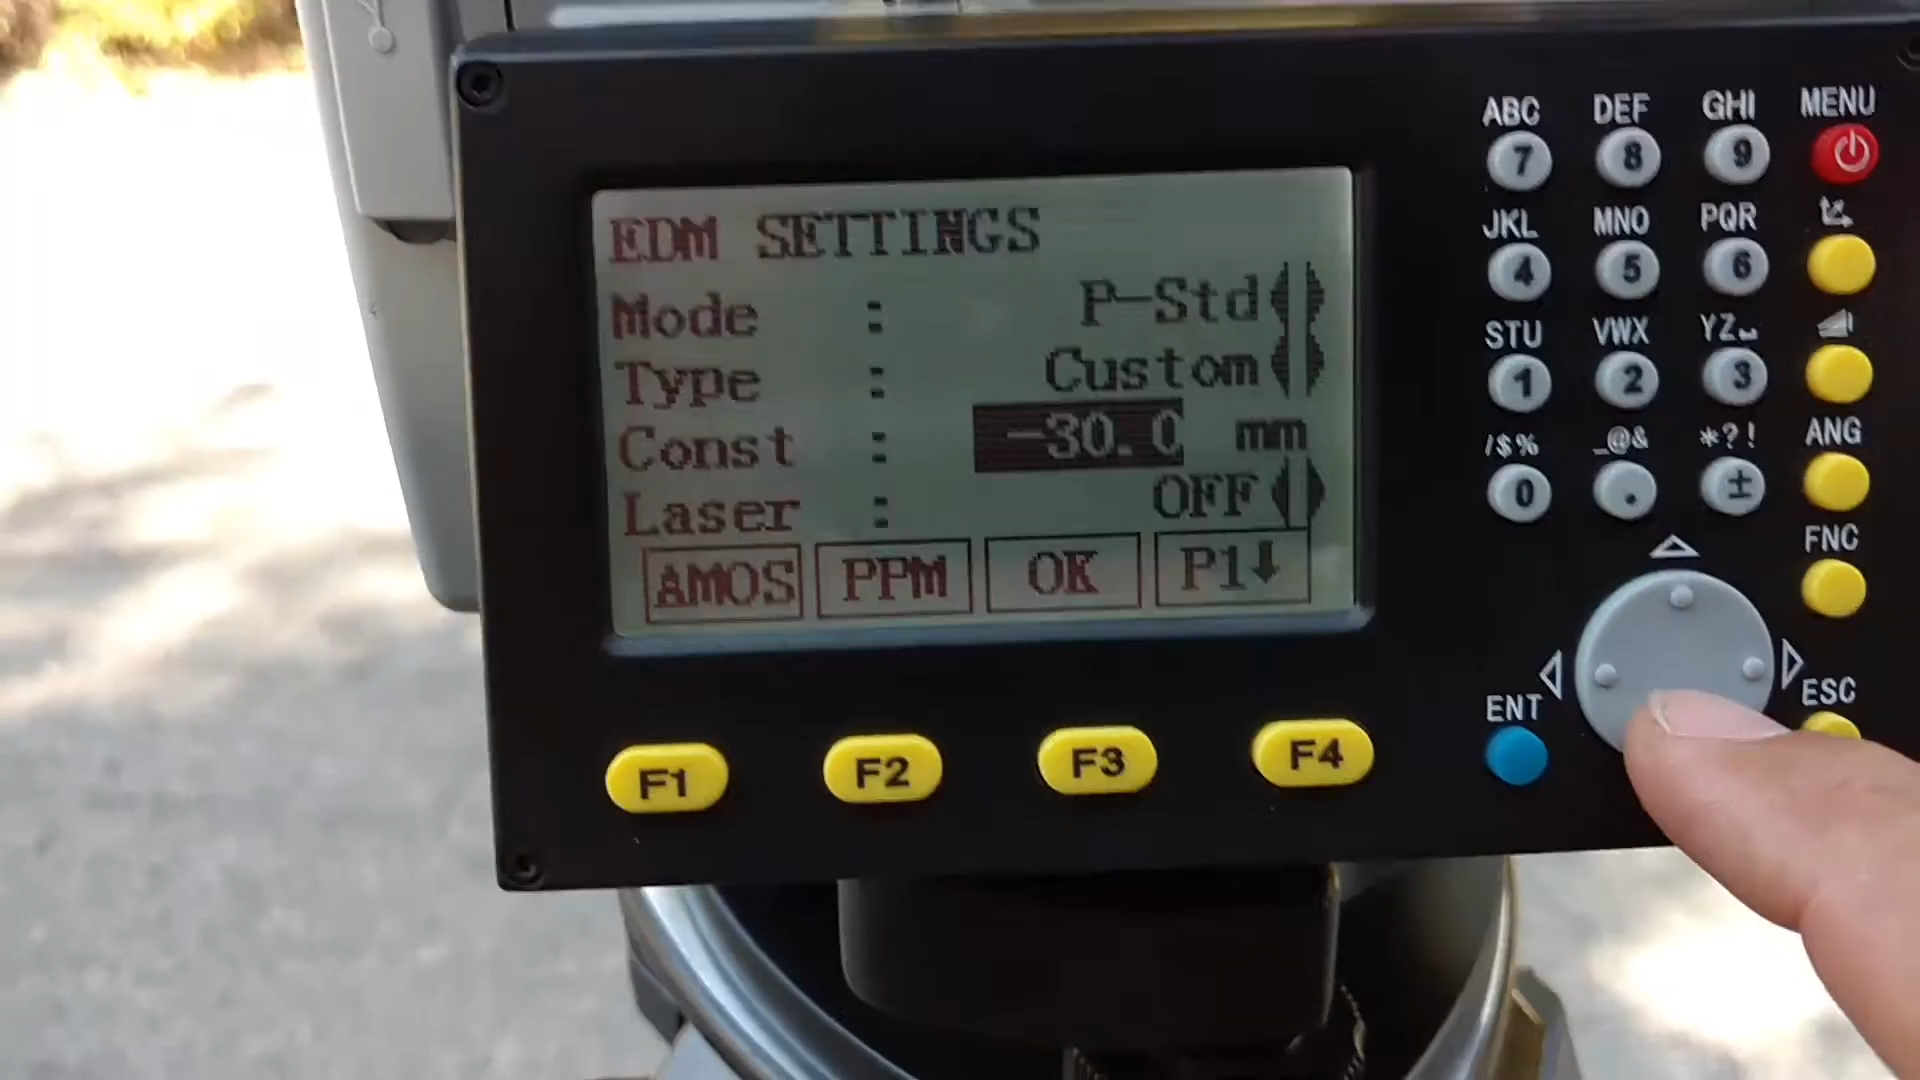 EDM SETTINGS
Mode : P-Std
Type : Custom
Const : -30.0 mm
Laser : OFF
AMOS PPM OK P1↓
F1 F2 F3 F4
ABC DEF GHI MENU
7 8 9
JKL MNO PQR
4 5 6
STU VWX YZ␣
1 2 3
/$% _@& *?! ANG
0 . ±
FNC
ENT ESC